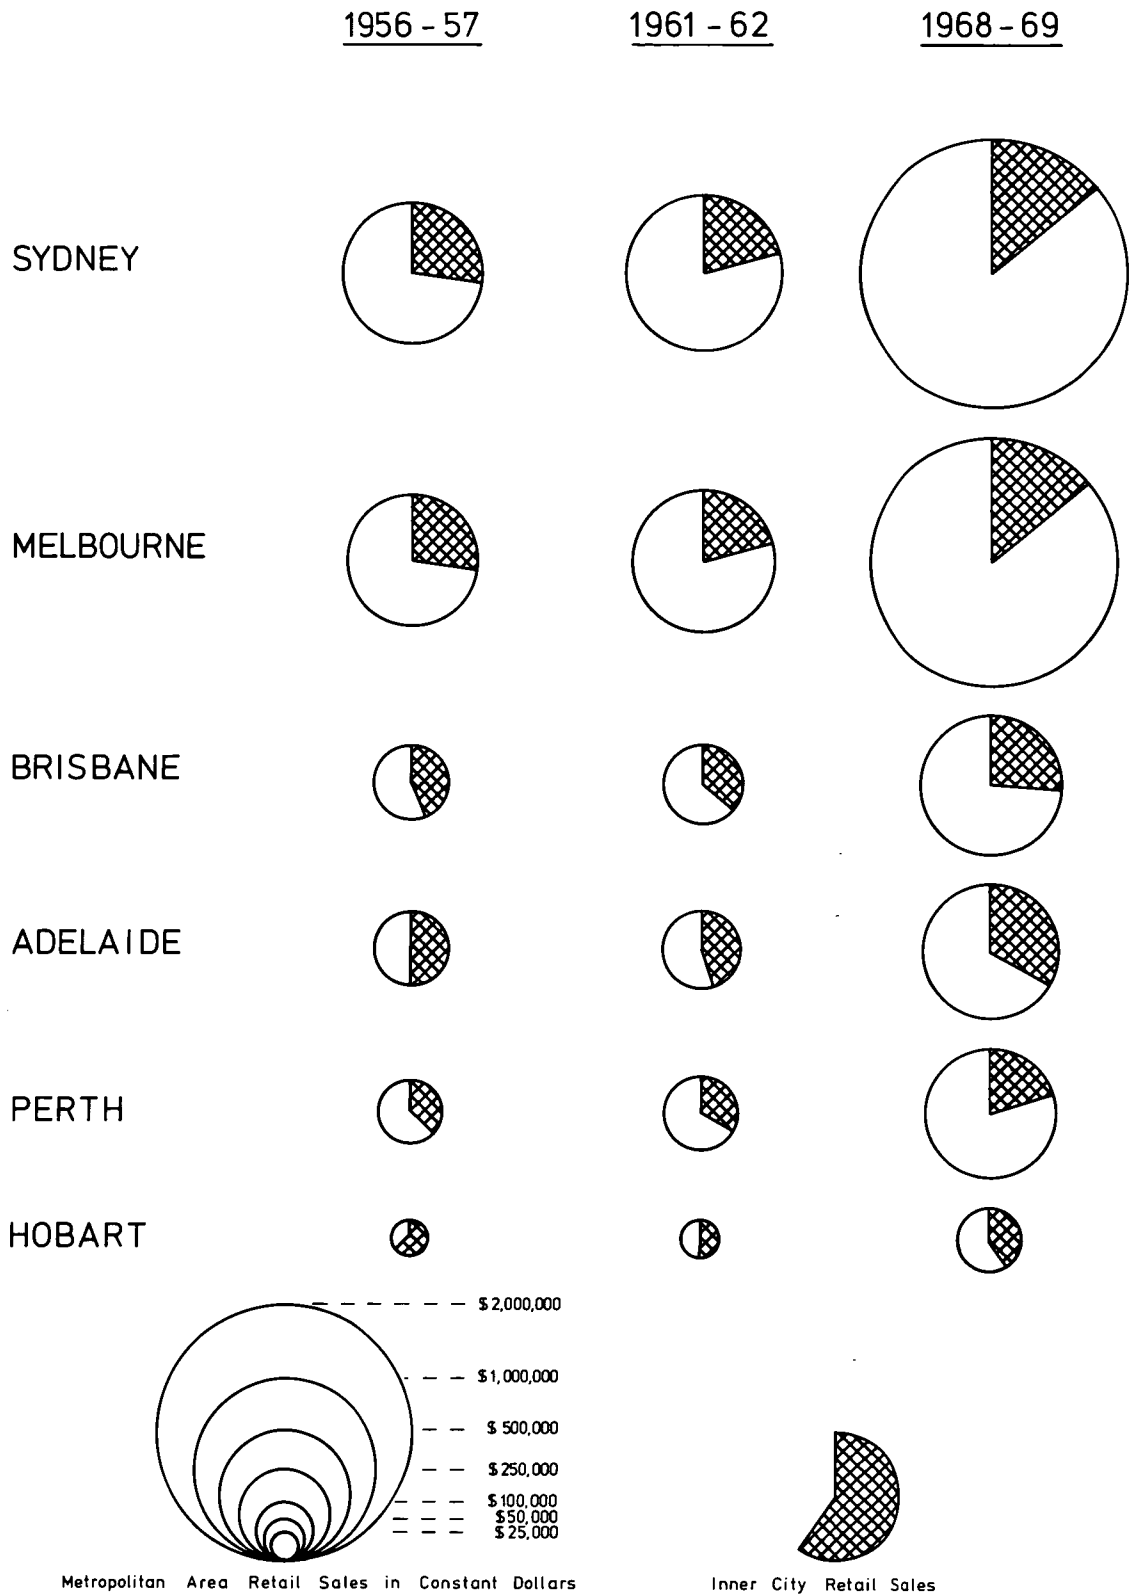 1956 - 57 1961 - 62 1968 - 69
SYDNEY
MELBOURNE
BRISBANE
ADELAIDE
PERTH
HOBART
$ 2,000,000
$ 1,000,000
$ 500,000
$ 250,000
$ 100,000
$ 50,000
$ 25,000
Metropolitan Area Retail Sales in Constant Dollars Inner City Retail Sales